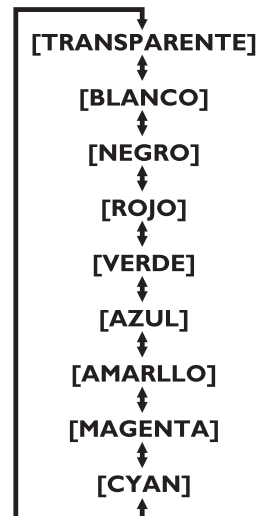 [TRANSPARENTE]
[BLANCO]
[NEGRO]
[ROJO]
[VERDE]
[AZUL]
[AMARLLO]
[MAGENTA]
[CYAN]